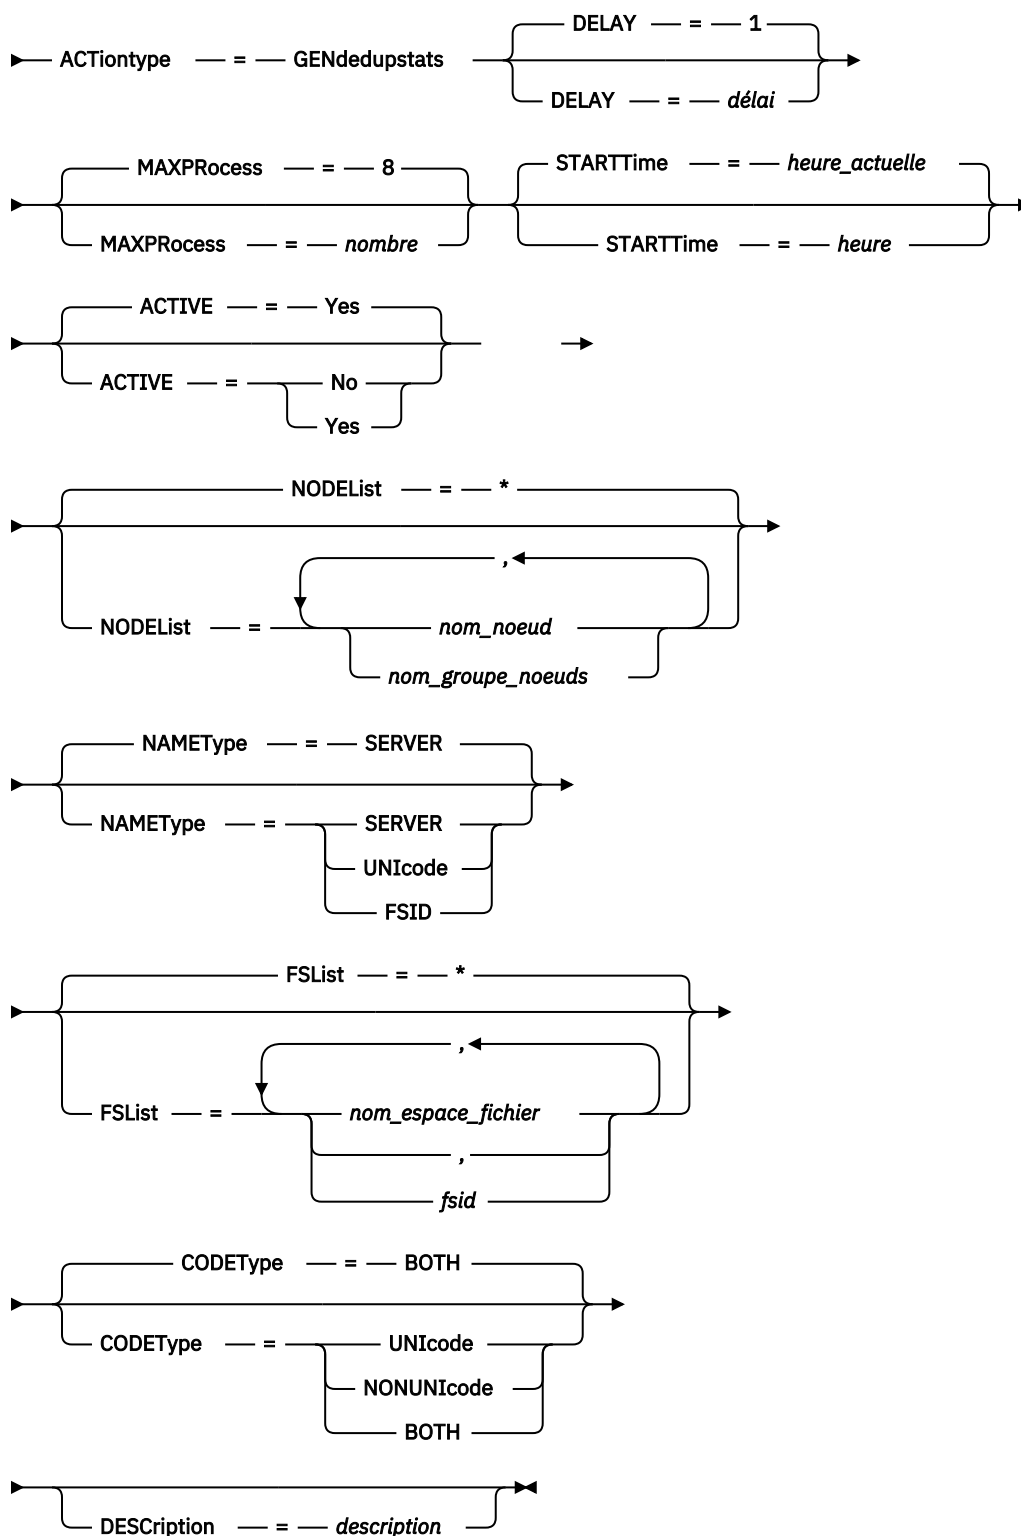 DELAY = 1
ACTiontype = GENdedupstats
DELAY = délai
MAXPRocess = 8
STARTTime = heure_actuelle
MAXPRocess = nombre
STARTTime = heure
ACTIVE = Yes
ACTIVE = No
Yes
NODEList = *
,
NODEList = nom_noeud
nom_groupe_noeuds
NAMEType = SERVER
NAMEType = SERVER
UNIcode
FSID
FSList = *
,
FSList = nom_espace_fichier
,
fsid
CODEType = BOTH
CODEType = UNIcode
NONUNIcode
BOTH
DESCription = description